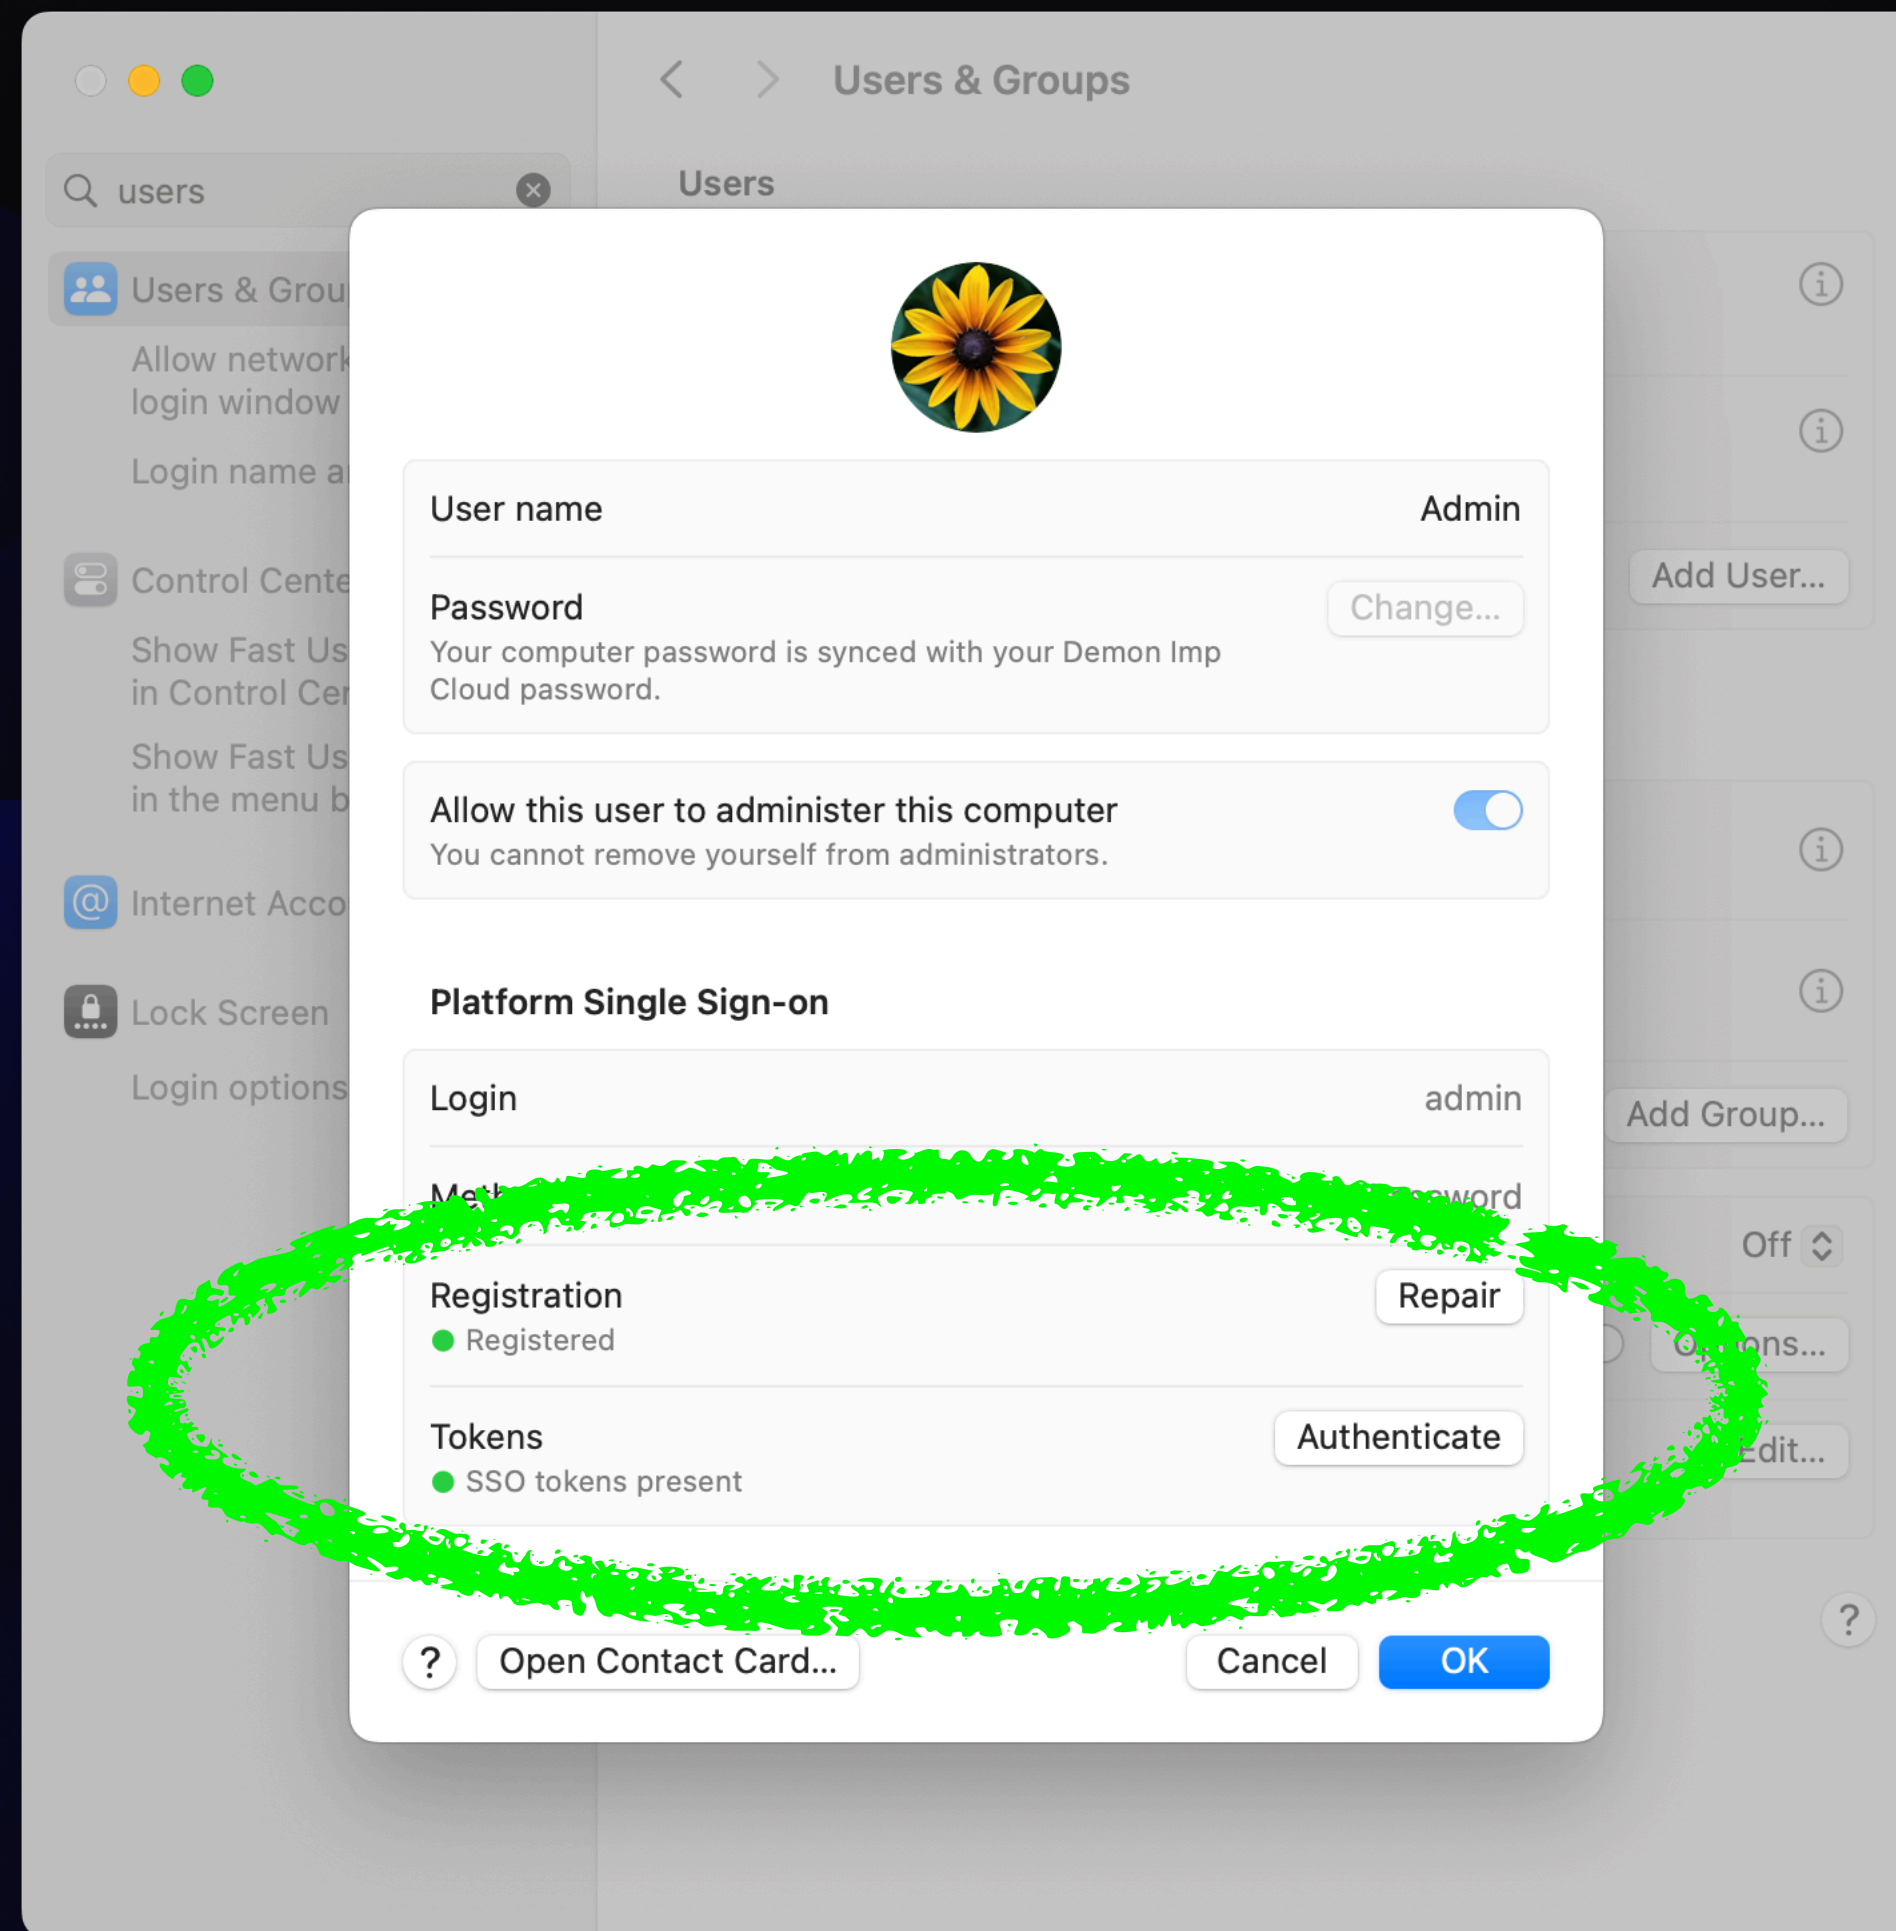 Users & Groups
users
Users
Users & Grou
Allow network
login window
Login name a
Control Cente
Show Fast Us
in Control Cer
Show Fast Us
in the menu b
Internet Acco
Lock Screen
Login options
User name
Admin
Password
Change...
Your computer password is synced with your Demon Imp
Cloud password.
Allow this user to administer this computer
You cannot remove yourself from administrators.
Platform Single Sign-on
Login
admin
Registration
Repair
Registered
Tokens
Authenticate
SSO tokens present
?
Open Contact Card...
Cancel
OK
Add User...
Add Group...
Off
Edit...
?